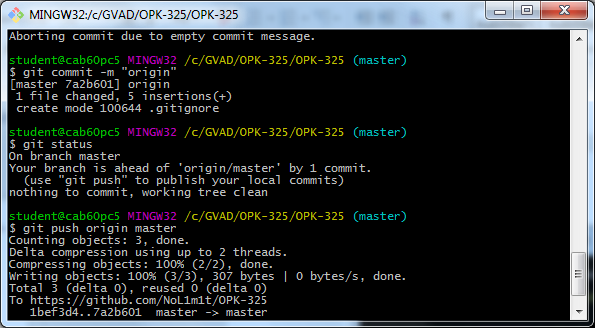 MINGW32:/c/GVAD/OPK-325/OPK-325
Aborting commit due to empty commit message.
student@cab60pc5 MINGW32 /c/GVAD/OPK-325/OPK-325 (master)
$ git commit -m "origin"
[master 7a2b601] origin
 1 file changed, 5 insertions(+)
 create mode 100644 .gitignore
student@cab60pc5 MINGW32 /c/GVAD/OPK-325/OPK-325 (master)
$ git status
On branch master
Your branch is ahead of 'origin/master' by 1 commit.
  (use "git push" to publish your local commits)
nothing to commit, working tree clean
student@cab60pc5 MINGW32 /c/GVAD/OPK-325/OPK-325 (master)
$ git push origin master
Counting objects: 3, done.
Delta compression using up to 2 threads.
Compressing objects: 100% (2/2), done.
Writing objects: 100% (3/3), 307 bytes | 0 bytes/s, done.
Total 3 (delta 0), reused 0 (delta 0)
To https://github.com/NoL1m1t/OPK-325
   1bef3d4..7a2b601  master -> master